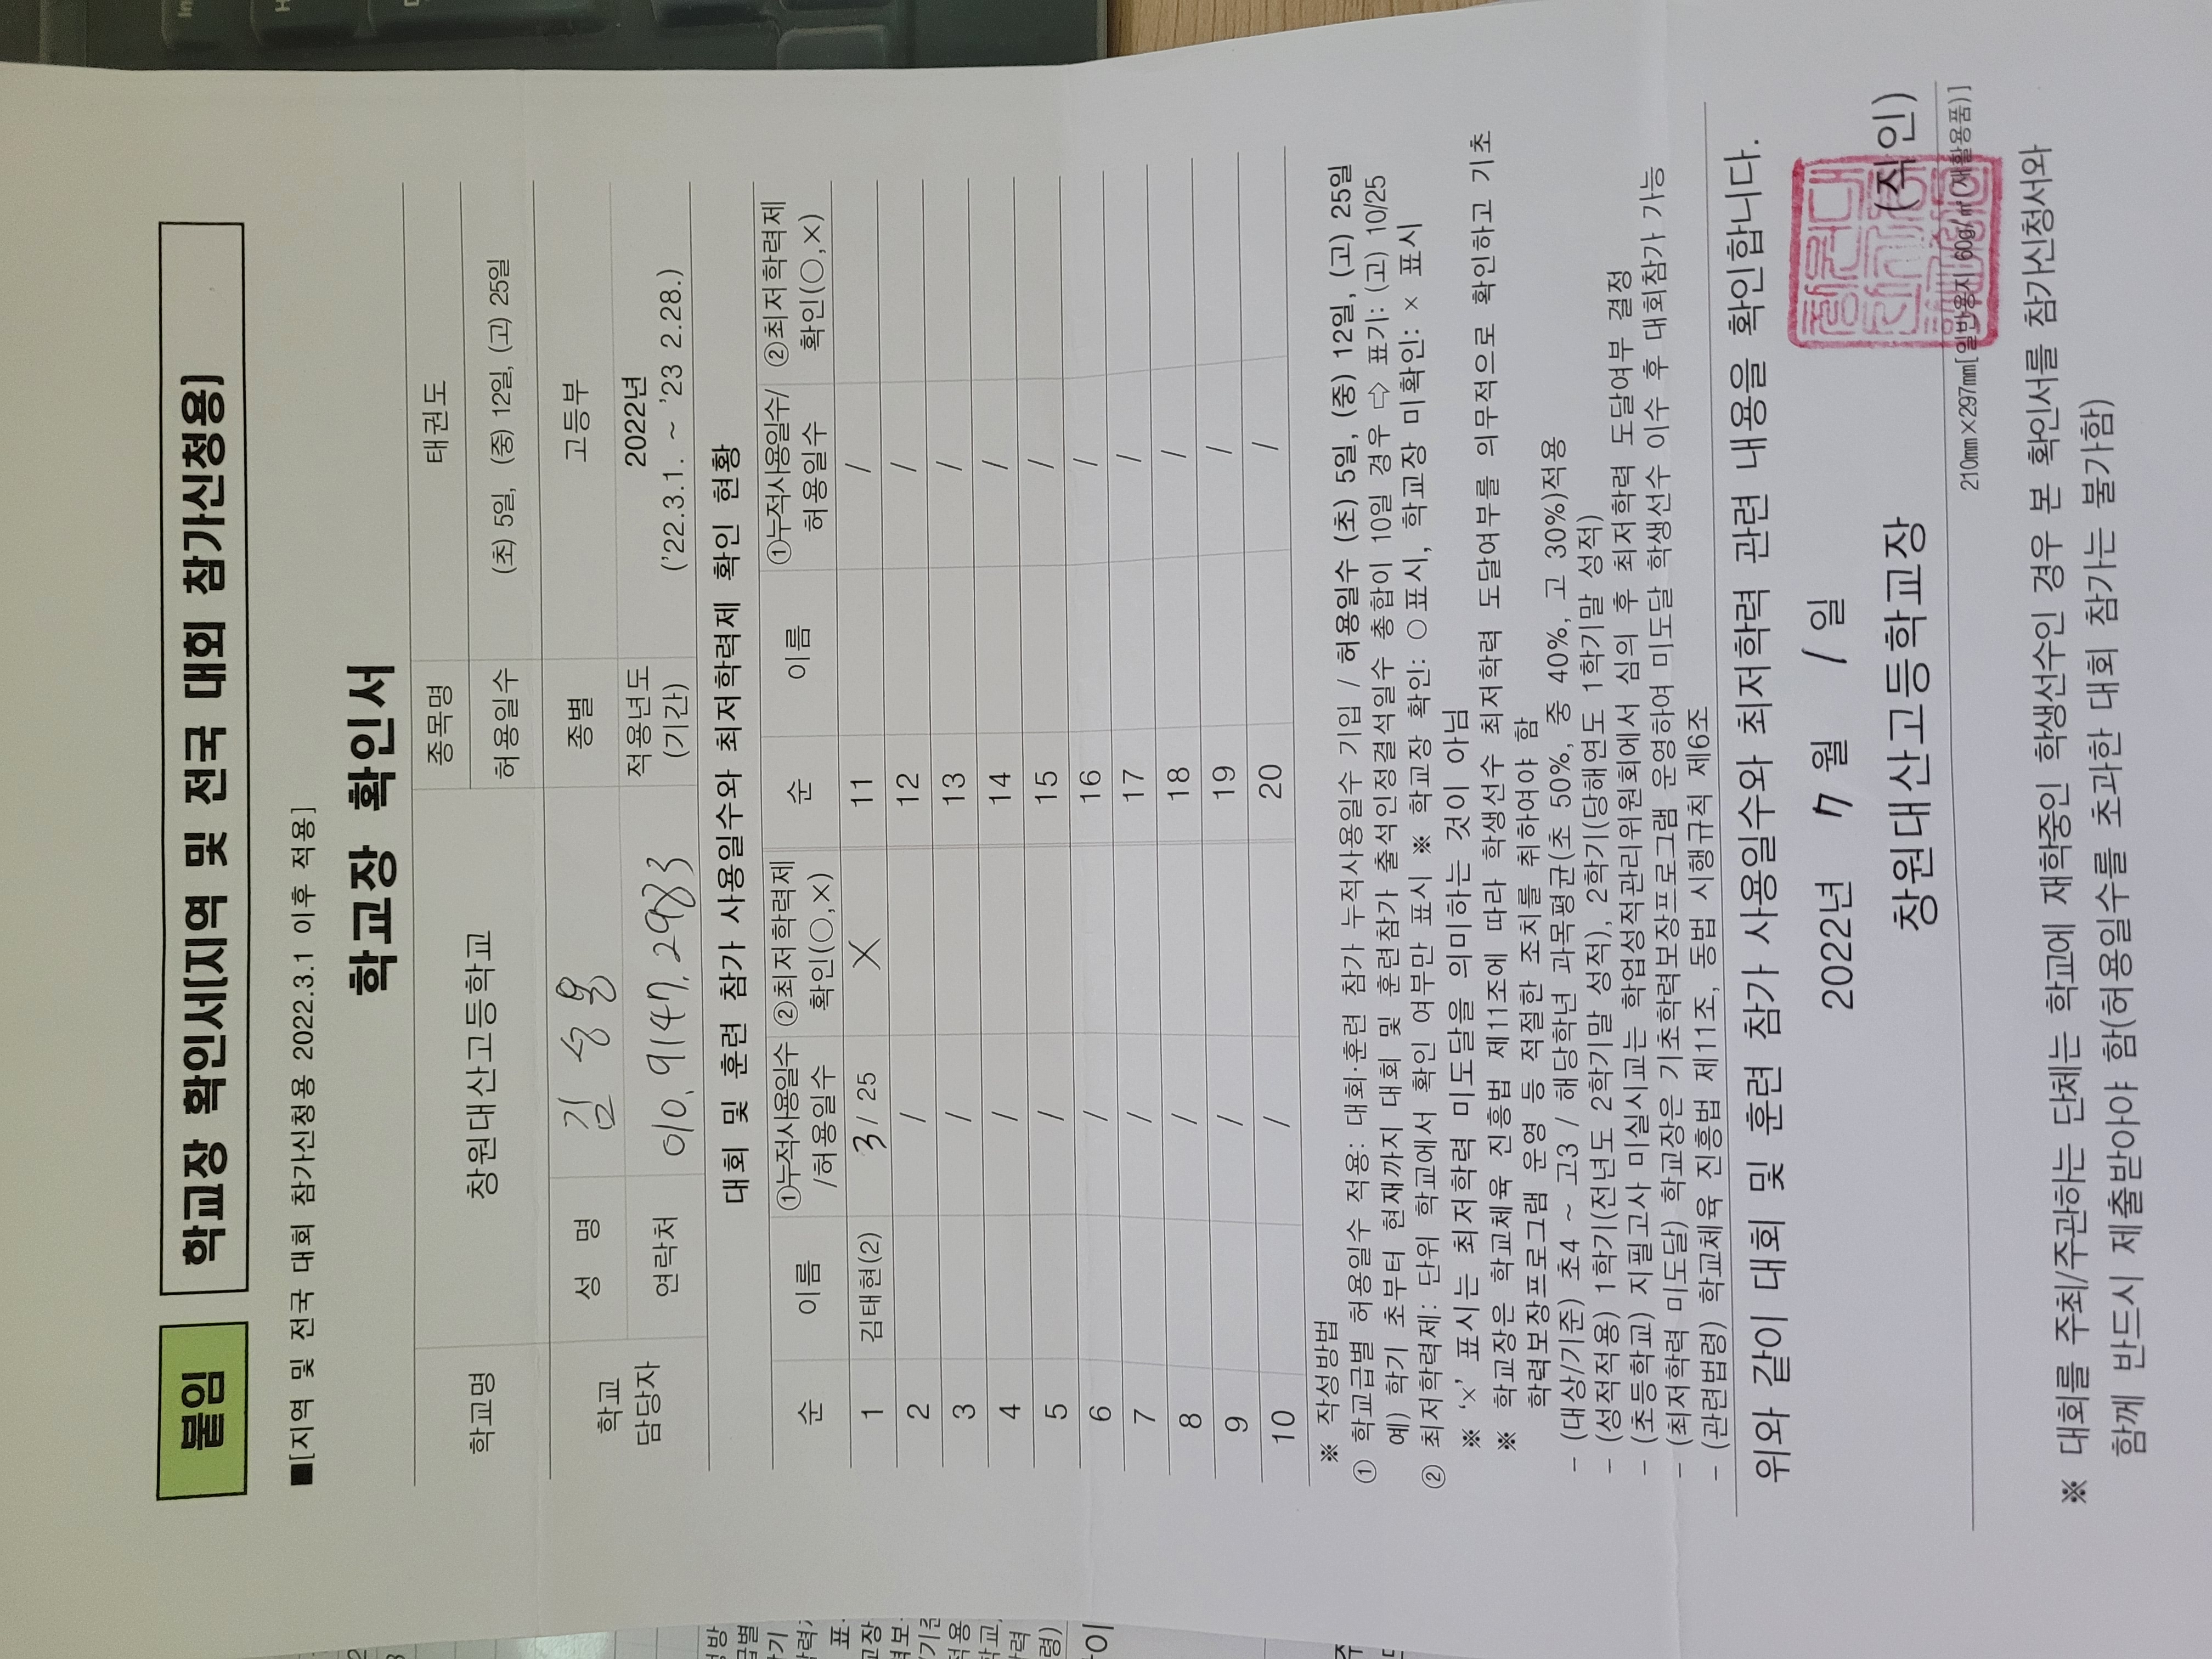 붙임 학교장 확인서(지역 및 전국 대회 참가신청용)
■[지역 및 전국 대회 참가신청용 2022.3.1 이후 적용]
학교장 확인서
학교명 창원대산고등학교 종목명 태권도
허용일수 (초) 5일, (중) 12일, (고) 25일
학교 담당자 성 명 김 종별 고등부
연락처 010. 9147. 2983 적용년도 (기간) 2022년 ('22.3.1. ~ '23 2.28.)
대회 및 훈련 참가 사용일수와 최저학력제 확인 현황
순 이름 ①누적사용일수/허용일수 ②최저학력제 확인(○,×) 순 이름 ①누적사용일수/허용일수 ②최저학력제 확인(○,×)
1 김태현(2) 3/ 25 X 11 /
2 / 12 /
3 / 13 /
4 / 14 /
5 / 15 /
6 / 16 /
7 / 17 /
8 / 18 /
9 / 19 /
10 / 20 /
※ 작성방법
① 학교급별 허용일수 적용: 대회·훈련 참가 누적사용일수 기입 / 허용일수 (초) 5일, (중) 12일, (고) 25일
예) 학기 초부터 현재까지 대회 및 훈련참가 출석인정결석일수 총합이 10일 경우 ⇨ 표기: (고) 10/25
② 최저학력제: 단위 학교에서 확인 여부만 표시 ※ 학교장 확인: ○ 표시, 학교장 미확인: × 표시
※ '×' 표시는 최저학력 미도달을 의미하는 것이 아님
※ 학교장은 학교체육 진흥법 제11조에 따라 학생선수 최저학력 도달여부를 의무적으로 확인하고 기초
학력보장프로그램 운영 등 적절한 조치를 취하여야 함
- (대상/기준) 초4 ~ 고3 / 해당학년 과목평균(초 50%, 중 40%, 고 30%)적용
- (성적적용) 1학기(전년도 2학기말 성적), 2학기(당해연도 1학기말 성적)
- (초등학교) 지필고사 미실시교는 학업성적관리위원회에서 심의 후 최저학력 도달여부 결정
- (최저학력 미도달) 학교장은 기초학력보장프로그램 운영하여 미도달 학생선수 이수 후 대회참가 가능
- (관련법령) 학교체육 진흥법 제11조, 동법 시행규칙 제6조
위와 같이 대회 및 훈련 참가 사용일수와 최저학력 관련 내용을 확인합니다.
2022년 7 월 1 일
창원대산고등학교장 (직인)
210㎜×297㎜[일반용지 60g/㎡(재활용품)]
※ 대회를 주최/주관하는 단체는 학교에 재학중인 학생선수인 경우 본 확인서를 참가신청서와
함께 반드시 제출받아야 함(허용일수를 초과한 대회 참가는 불가함)